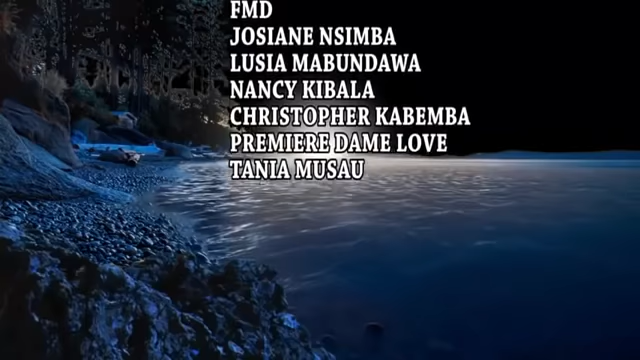 FMD
JOSIANE NSIMBA
LUSIA MABUNDAWA
NANCY KIBALA
CHRISTOPHER KABEMBA
PREMIERE DAME LOVE
TANIA MUSAU